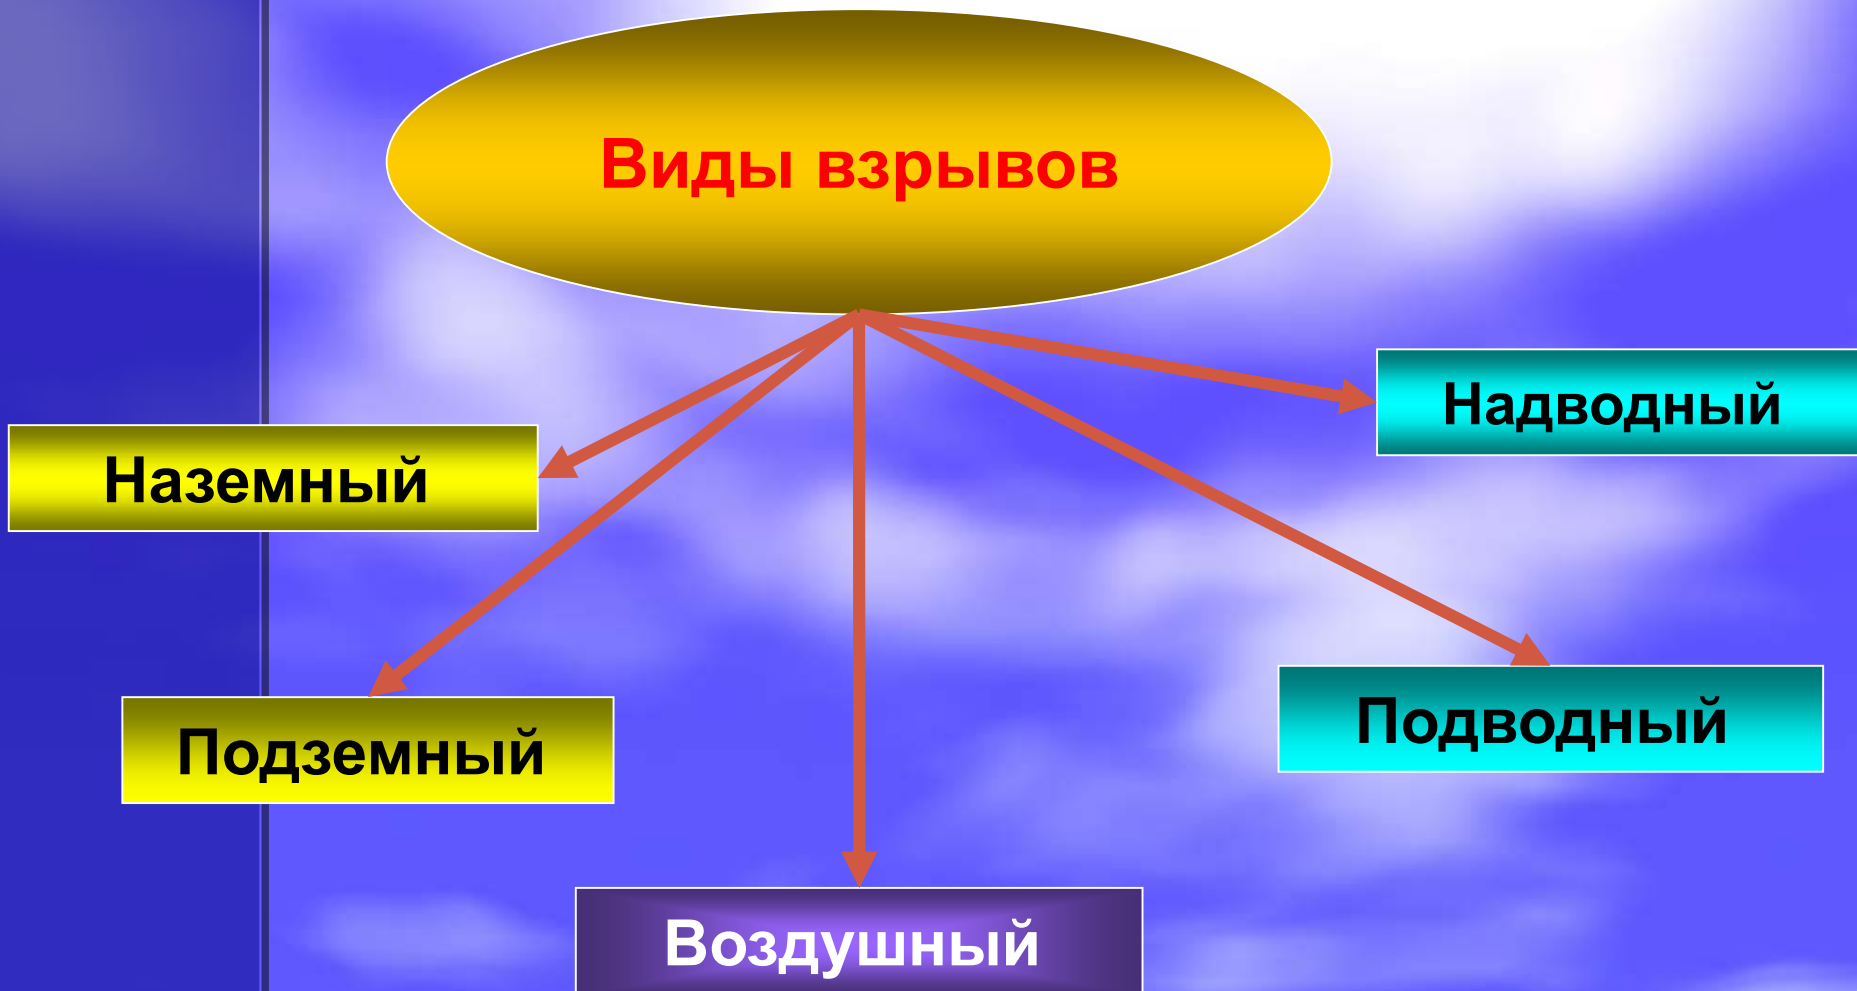 Виды взрывов
Надводный
Наземный
Подводный
Подземный
Воздушный